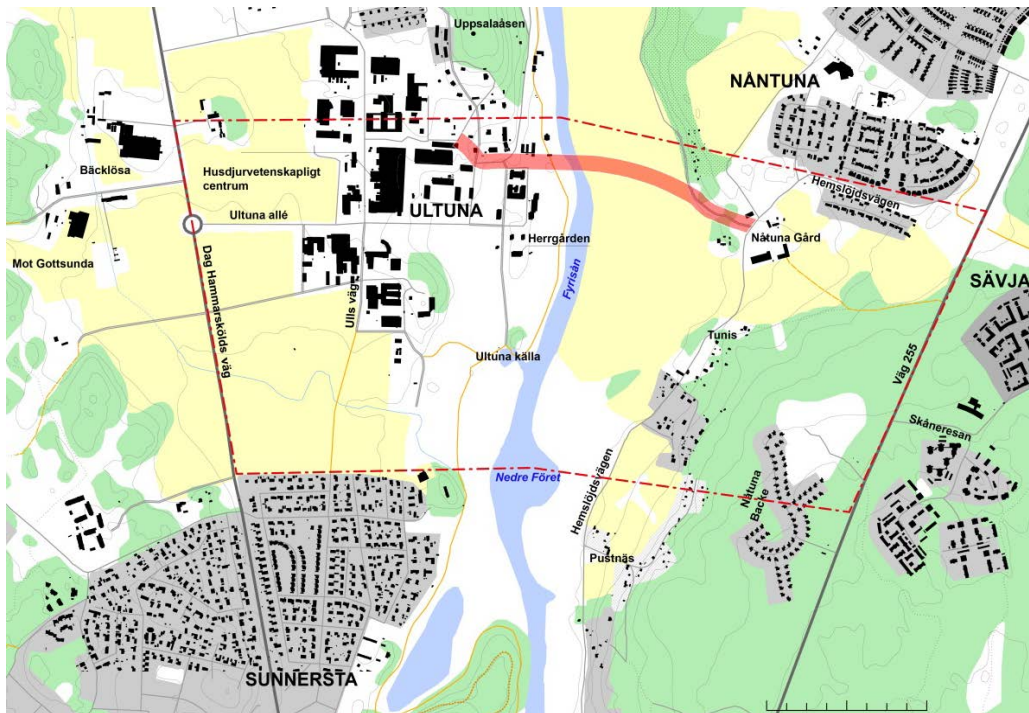 Uppsalaåsen
NÅNTUNA
Bäcklösa
Husdjurvetenskapligt
centrum
Hemslöjdsvägen
Ultuna allé
ULTUNA
Herrgården
Nåtuna Gård
Mot Gottsunda
Fyrisån
SÄVJA
Dag Hammarskölds väg
Ulls väg
Tunis
Ultuna källa
Väg 255
Skåneresan
Hemslöjdsvägen
Nedre Föret
Nåtuna
Backe
Pustnäs
SUNNERSTA